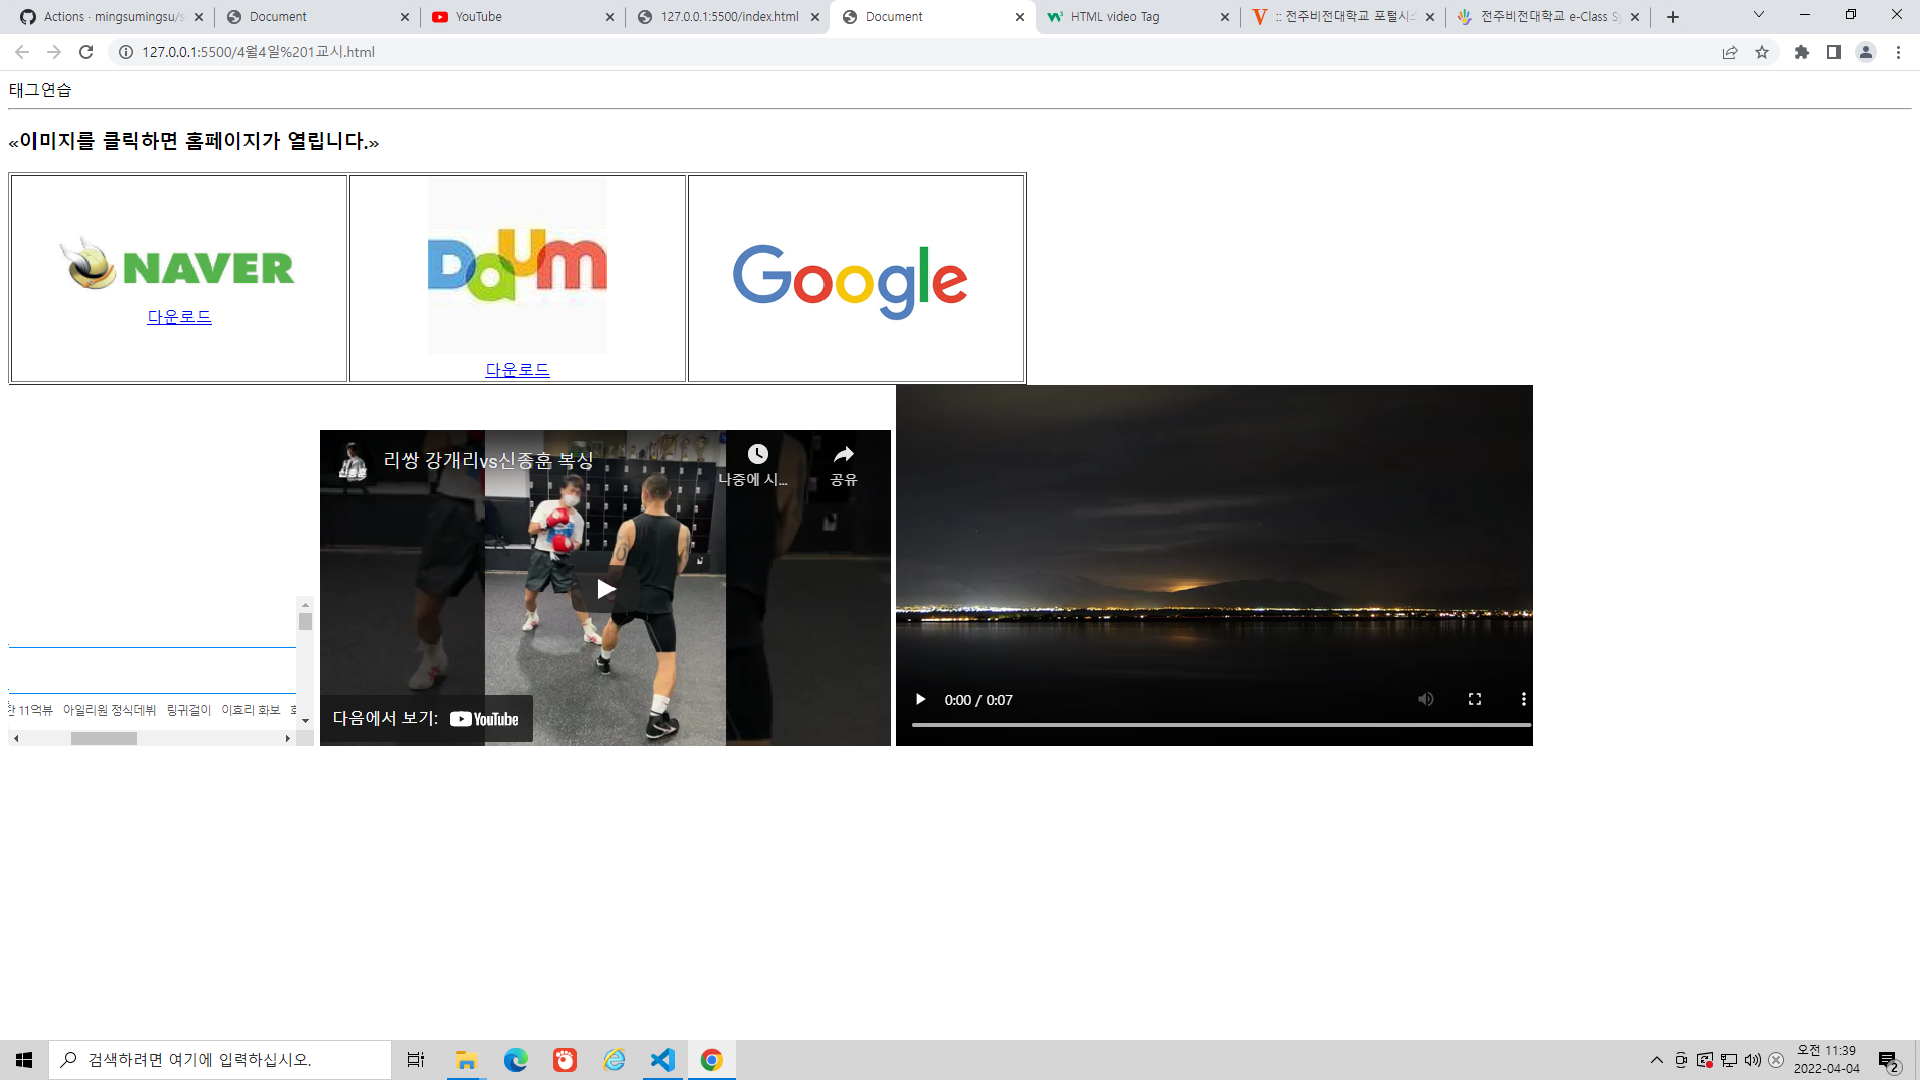 Actions · mingsumingsu/s
Document
YouTube
127.0.0.1:5500/index.html
Document
HTML video Tag
:: 전주비전대학교 포털시스
전주비전대학교 e-Class Sy
127.0.0.1:5500/4월4일%201교시.html
태그연습
«이미지를 클릭하면 홈페이지가 열립니다.»
NAVER
다운로드
Daum
다운로드
Google
리쌍 강개리vs신종훈 복싱
나중에 시...
공유
다음에서 보기: YouTube
0:00 / 0:07
11억뷰 아일리원 정식데뷔 링귀걸이 이효리 화보
검색하려면 여기에 입력하십시오.
오전 11:39
2022-04-04
2